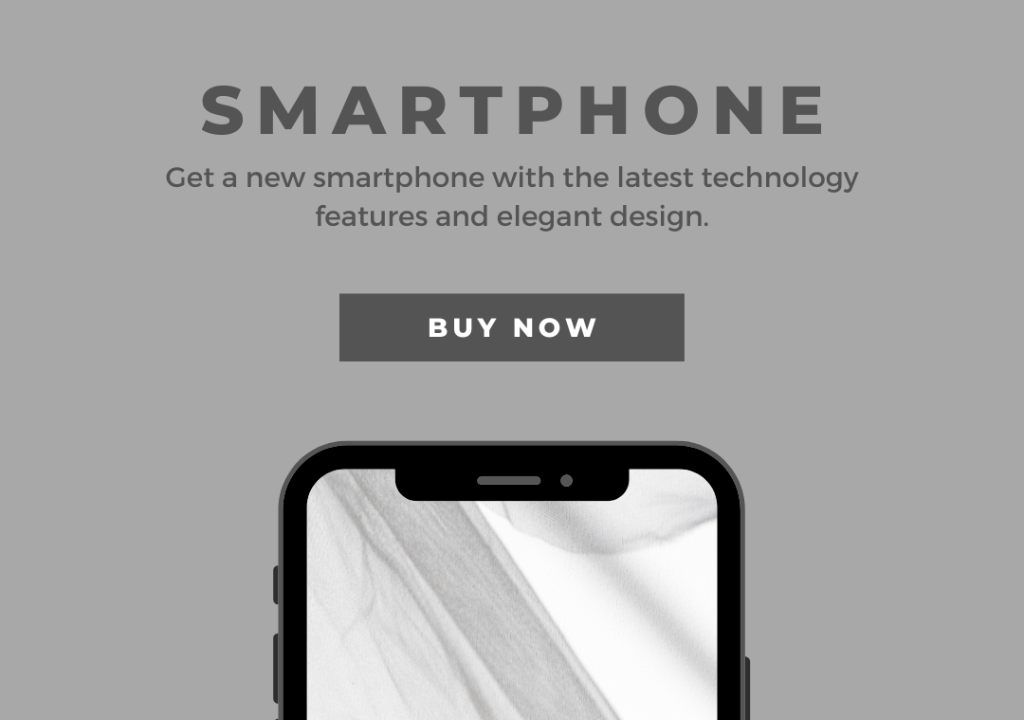 SMARTPHONE
Get a new smartphone with the latest technology
features and elegant design.
BUY NOW